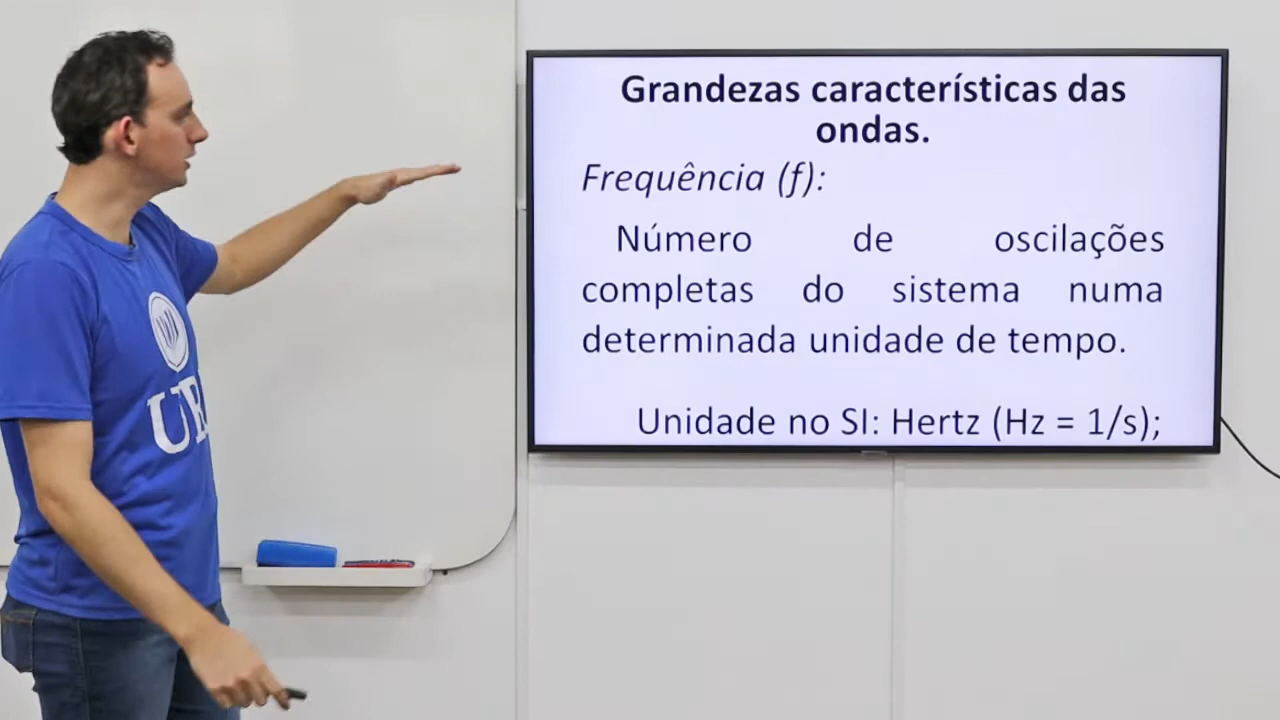 Grandezas características das
ondas.
Frequência (f):
Número de oscilações
completas do sistema numa
determinada unidade de tempo.
Unidade no SI: Hertz (Hz = 1/s);